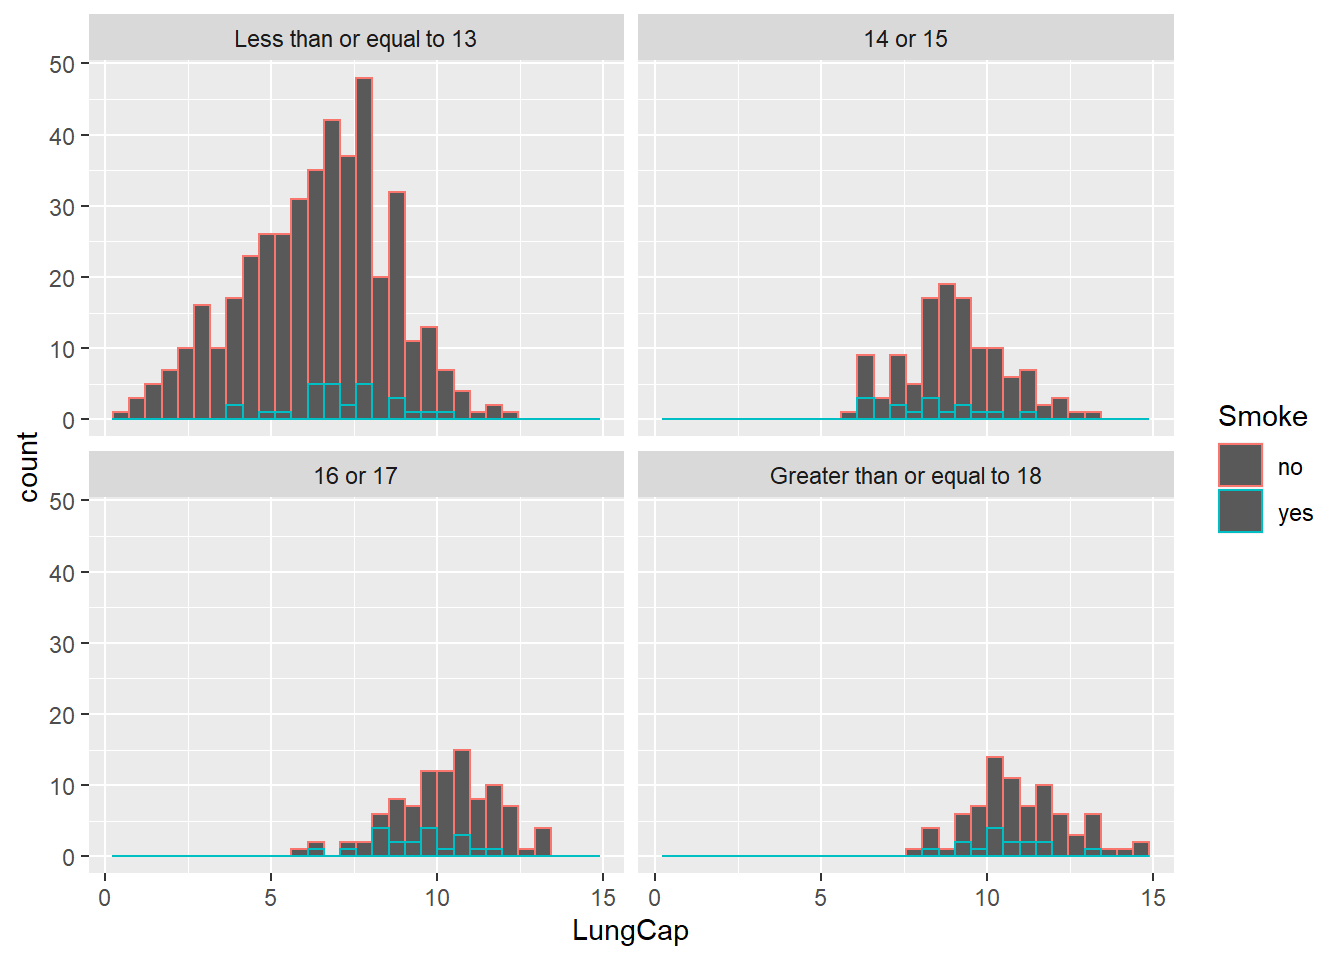 Less than or equal to 13
14 or 15
50
40
30
20
10
0
16 or 17
Greater than or equal to 18
50
40
30
20
10
0
0 5 10 15 0 5 10 15
LungCap
count
Smoke
no
yes